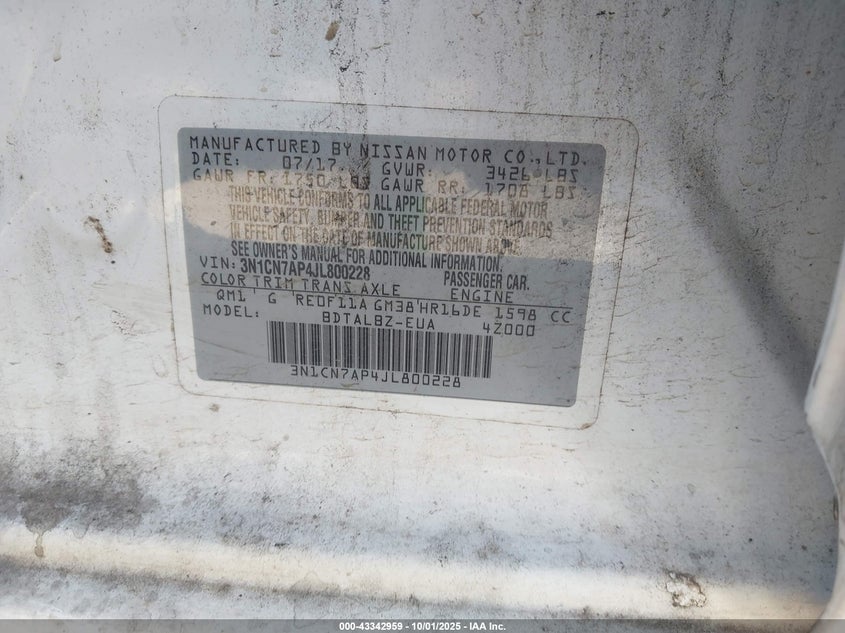 MANUFACTURED BY NISSAN MOTOR CO.,LTD.
DATE: 07/17 GVWR: 3426 LBS
GAWR FR: 1750 LBS GAWR RR: 1708 LBS
THIS VEHICLE CONFORMS TO ALL APPLICABLE FEDERAL MOTOR
VEHICLE SAFETY, BUMPER AND THEFT PREVENTION STANDARDS
IN EFFECT ON THE DATE OF MANUFACTURE SHOWN ABOVE.
SEE OWNER'S MANUAL FOR ADDITIONAL INFORMATION.
VIN: 3N1CN7AP4JL800228 PASSENGER CAR.
COLOR TRIM TRANS AXLE ENGINE
QM1 G RE0F11A GM38 HR16DE 1598 CC
MODEL: BDTALBZ-EUA 4Z000
3N1CN7AP4JL800228
000-43342959 - 10/01/2025 - IAA Inc.